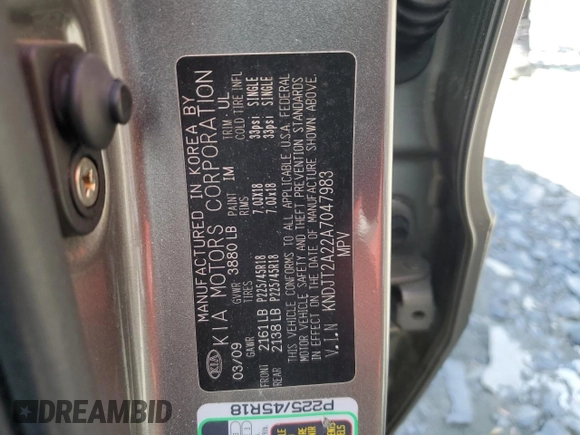 MANUFACTURED IN KOREA BY
KIA KIA MOTORS CORPORATION
03/09 GVWR 3880 LB PAINT IM TRIM UL
GAWR TIRES COLD TIRE INFL
FRONT 2161 LB P225/45R18 7.0JX18 33psi SINGLE
REAR 2138 LB P225/45R18 7.0JX18 33psi SINGLE
THIS VEHICLE CONFORMS TO ALL APPLICABLE U.S.A. FEDERAL
MOTOR VEHICLE SAFETY AND THEFT PREVENTION STANDARDS
IN EFFECT ON THE DATE OF MANUFACTURE SHOWN ABOVE.
V.I.N KNDJT2A22A7047983
MPV
P225/45R18
DREAMBID